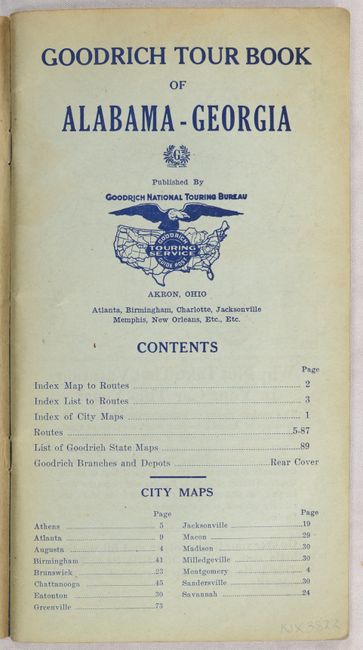 GOODRICH TOUR BOOK
OF
ALABAMA - GEORGIA
G
Published By
GOODRICH NATIONAL TOURING BUREAU
GOODRICH
TOURING
SERVICE
GUIDE POST
AKRON, OHIO
Atlanta, Birmingham, Charlotte, Jacksonville
Memphis, New Orleans, Etc., Etc.
CONTENTS
Page
Index Map to Routes 2
Index List to Routes 3
Index of City Maps 1
Routes 5-87
List of Goodrich State Maps 89
Goodrich Branches and Depots Rear Cover
CITY MAPS
Page
Athens 5
Atlanta 9
Augusta 4
Birmingham 41
Brunswick 23
Chattanooga 45
Eatonton 30
Greenville 73
Page
Jacksonville 19
Macon 29
Madison 30
Milledgeville 30
Montgomery 4
Sandersville 30
Savannah 24